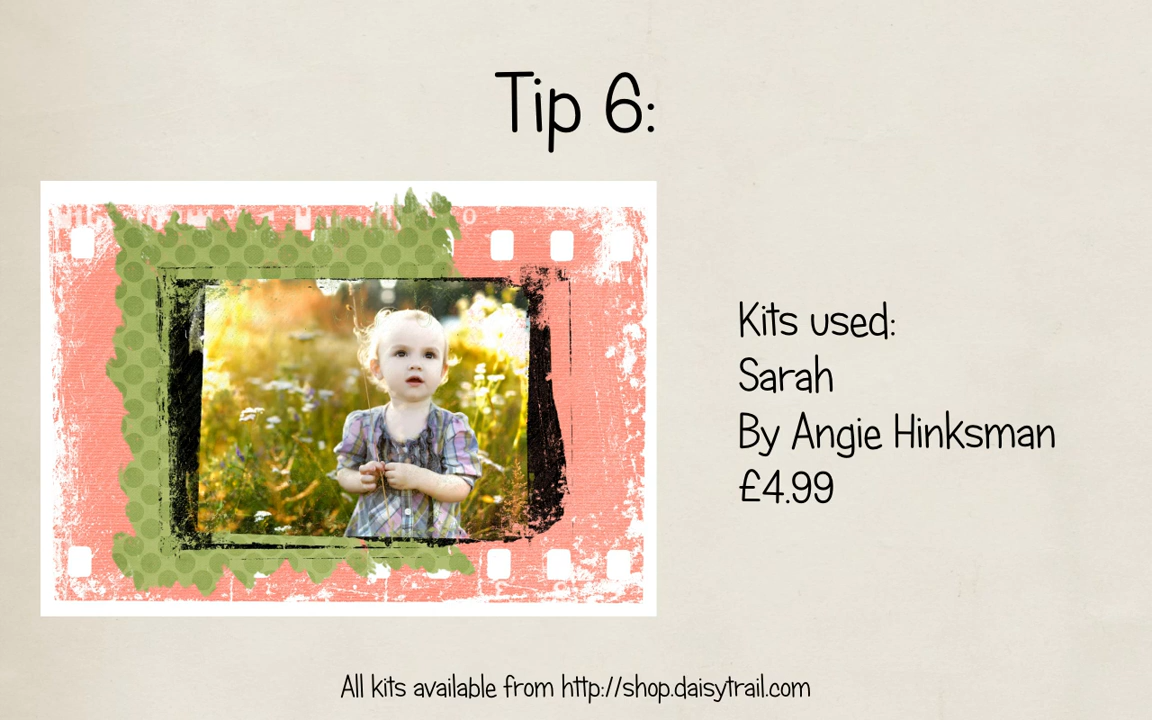 Tip 6:
Kits used:
Sarah
By Angie Hinksman
£4.99
All kits available from http://shop.daisytrail.com